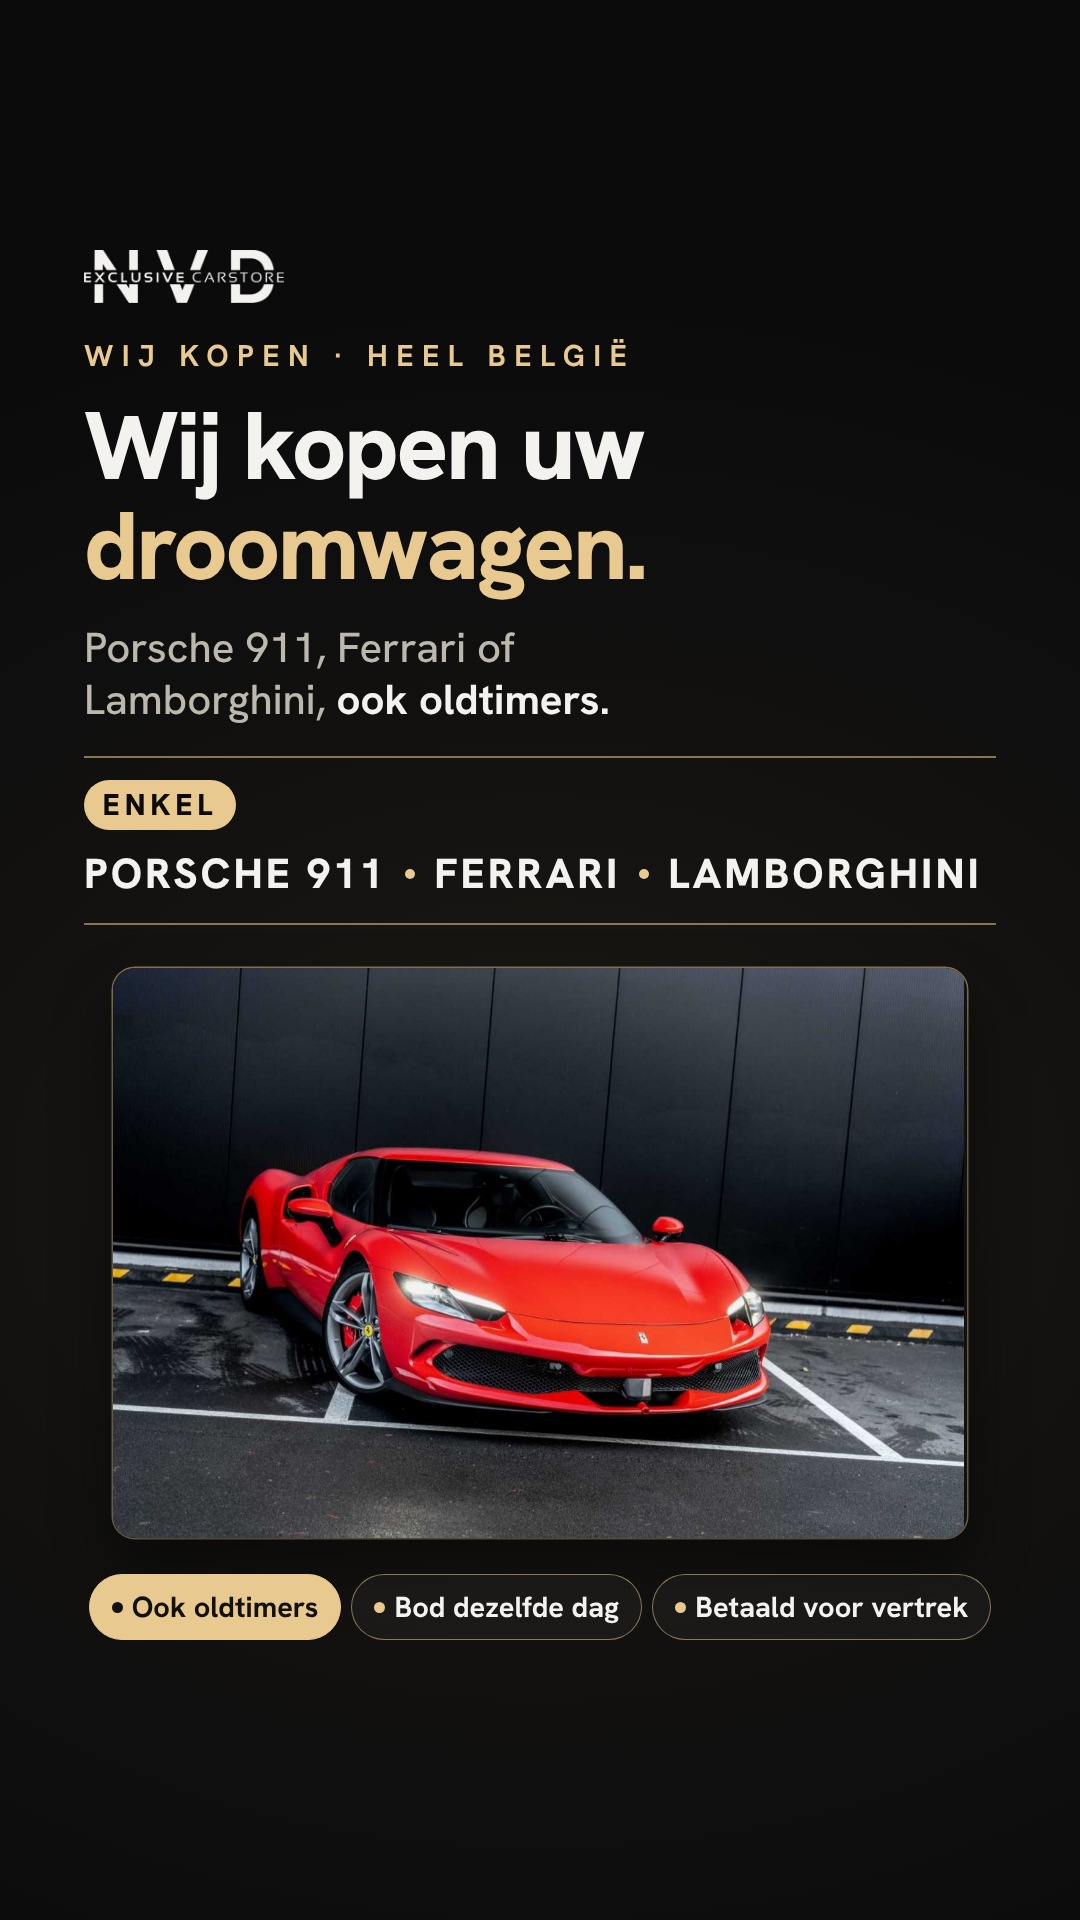 NVD
EXCLUSIVE CARSTORE
WIJ KOPEN · HEEL BELGIË
Wij kopen uw
droomwagen.
Porsche 911, Ferrari of
Lamborghini, ook oldtimers.
ENKEL
PORSCHE 911 • FERRARI • LAMBORGHINI
• Ook oldtimers
• Bod dezelfde dag
• Betaald voor vertrek